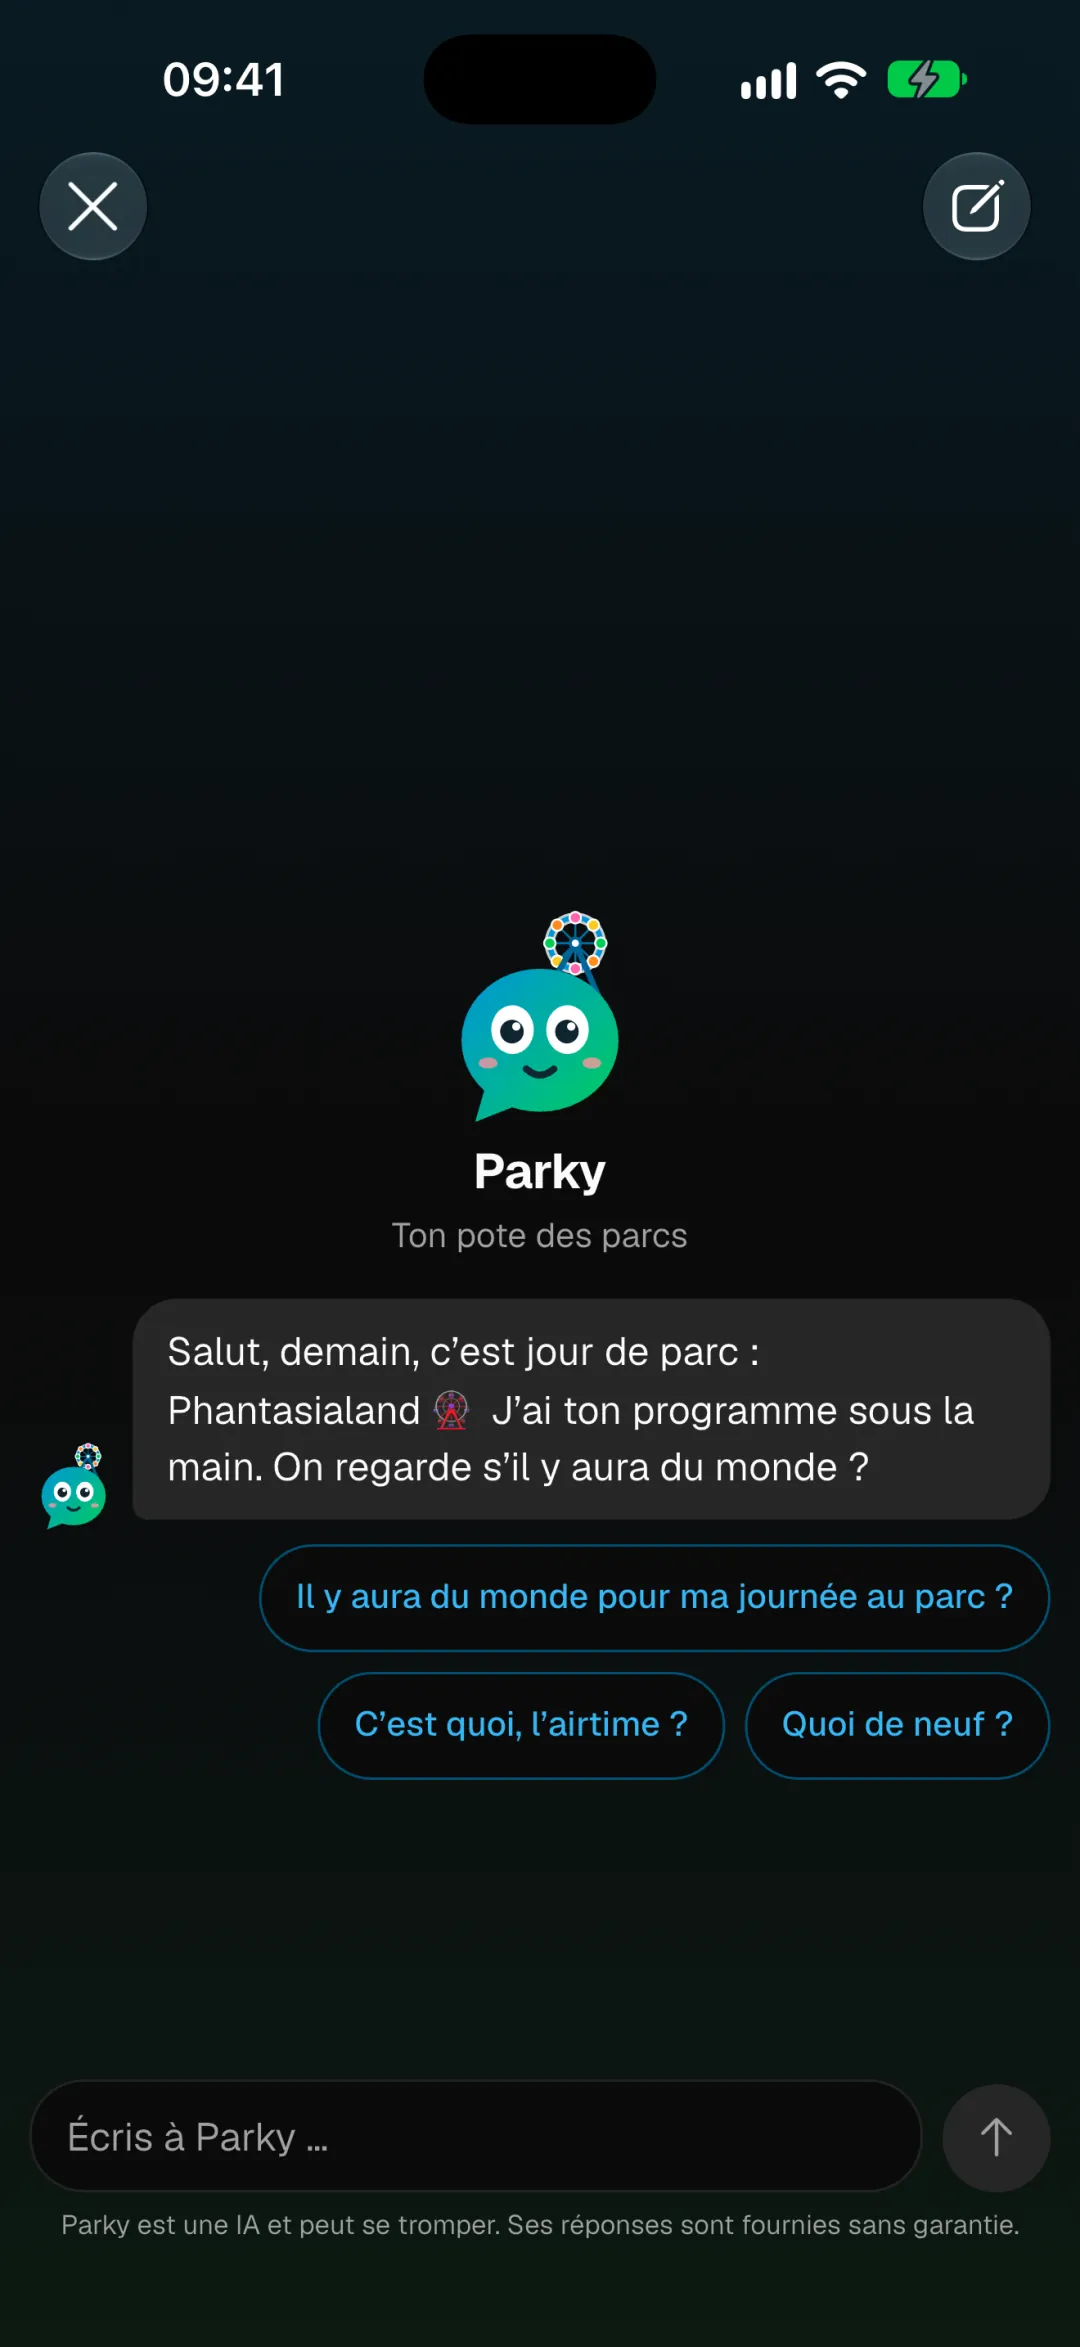 09:41
Parky
Ton pote des parcs
Salut, demain, c’est jour de parc :
Phantasialand 🎡 J’ai ton programme sous la
main. On regarde s’il y aura du monde ?
Il y aura du monde pour ma journée au parc ?
C’est quoi, l’airtime ?
Quoi de neuf ?
Écris à Parky ...
Parky est une IA et peut se tromper. Ses réponses sont fournies sans garantie.